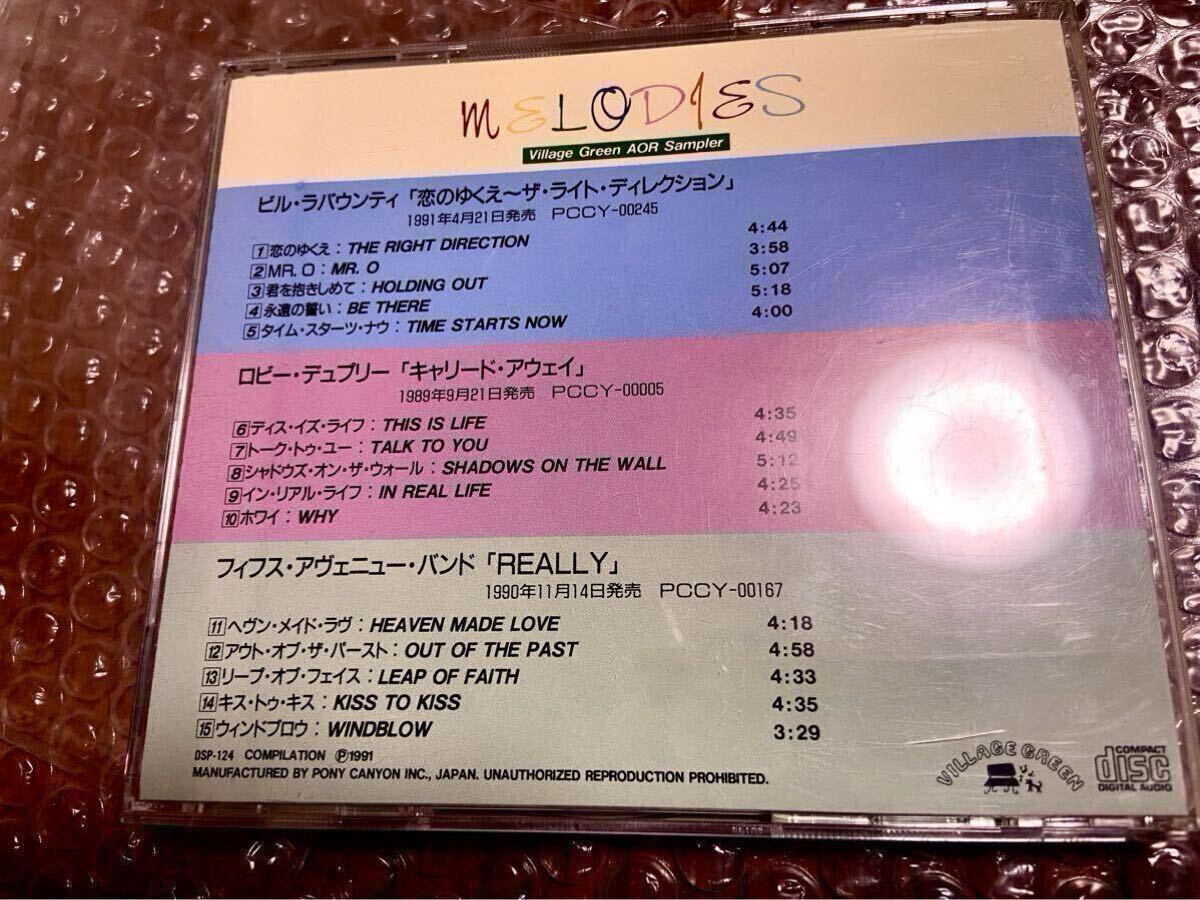 MELODIES
Village Green AOR Sampler
ビル・ラバウンティ「恋のゆくえ〜ザ・ライト・ディレクション」
1991年4月21日発売 PCCY-00245
1 恋のゆくえ：THE RIGHT DIRECTION 4:44
2 MR. O：MR. O 3:58
3 君を抱きしめて：HOLDING OUT 5:07
4 永遠の誓い：BE THERE 5:18
5 タイム・スターツ・ナウ：TIME STARTS NOW 4:00
ロビー・デュプリー「キャリード・アウェイ」
1989年9月21日発売 PCCY-00005
6 ディス・イズ・ライフ：THIS IS LIFE 4:35
7 トーク・トゥ・ユー：TALK TO YOU 4:49
8 シャドウズ・オン・ザ・ウォール：SHADOWS ON THE WALL 5:12
9 イン・リアル・ライフ：IN REAL LIFE 4:25
10 ホワイ：WHY 4:23
フィフス・アヴェニュー・バンド「REALLY」
1990年11月14日発売 PCCY-00167
11 ヘヴン・メイド・ラヴ：HEAVEN MADE LOVE 4:18
12 アウト・オブ・ザ・パースト：OUT OF THE PAST 4:58
13 リープ・オブ・フェイス：LEAP OF FAITH 4:33
14 キス・トゥ・キス：KISS TO KISS 4:35
15 ウィンドブロウ：WINDBLOW 3:29
DSP-124 COMPILATION Ⓟ1991
MANUFACTURED BY PONY CANYON INC., JAPAN. UNAUTHORIZED REPRODUCTION PROHIBITED.
VILLAGE GREEN
COMPACT
disc
DIGITAL AUDIO